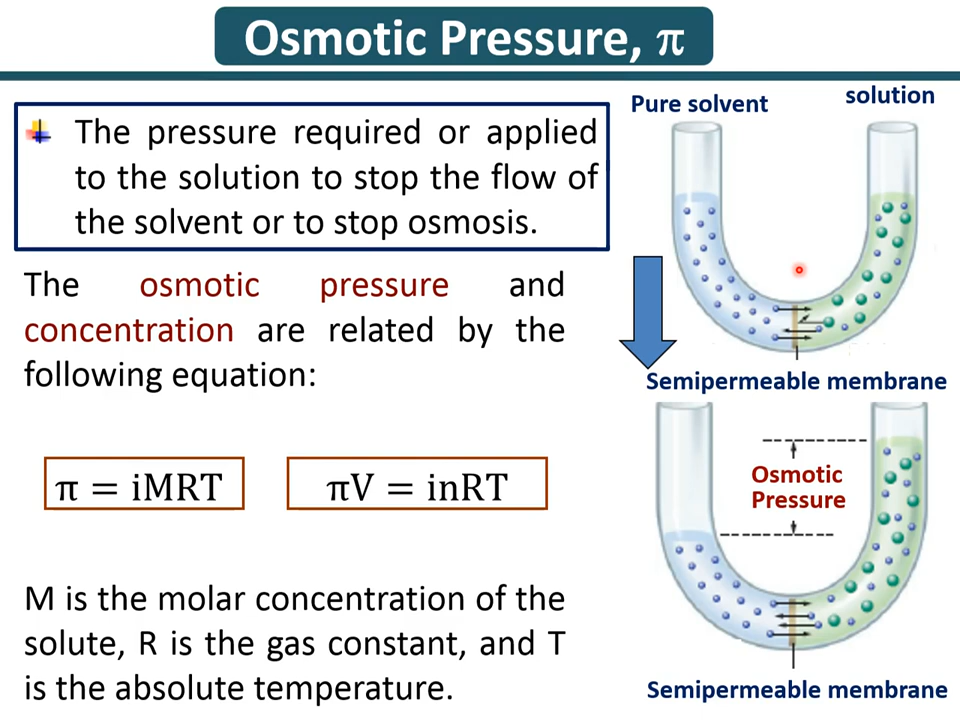 Osmotic Pressure, π
The pressure required or applied
to the solution to stop the flow of
the solvent or to stop osmosis.
The osmotic pressure and
concentration are related by the
following equation:
π = iMRT
πV = inRT
M is the molar concentration of the
solute, R is the gas constant, and T
is the absolute temperature.
Pure solvent
solution
Semipermeable membrane
Osmotic
Pressure
Semipermeable membrane